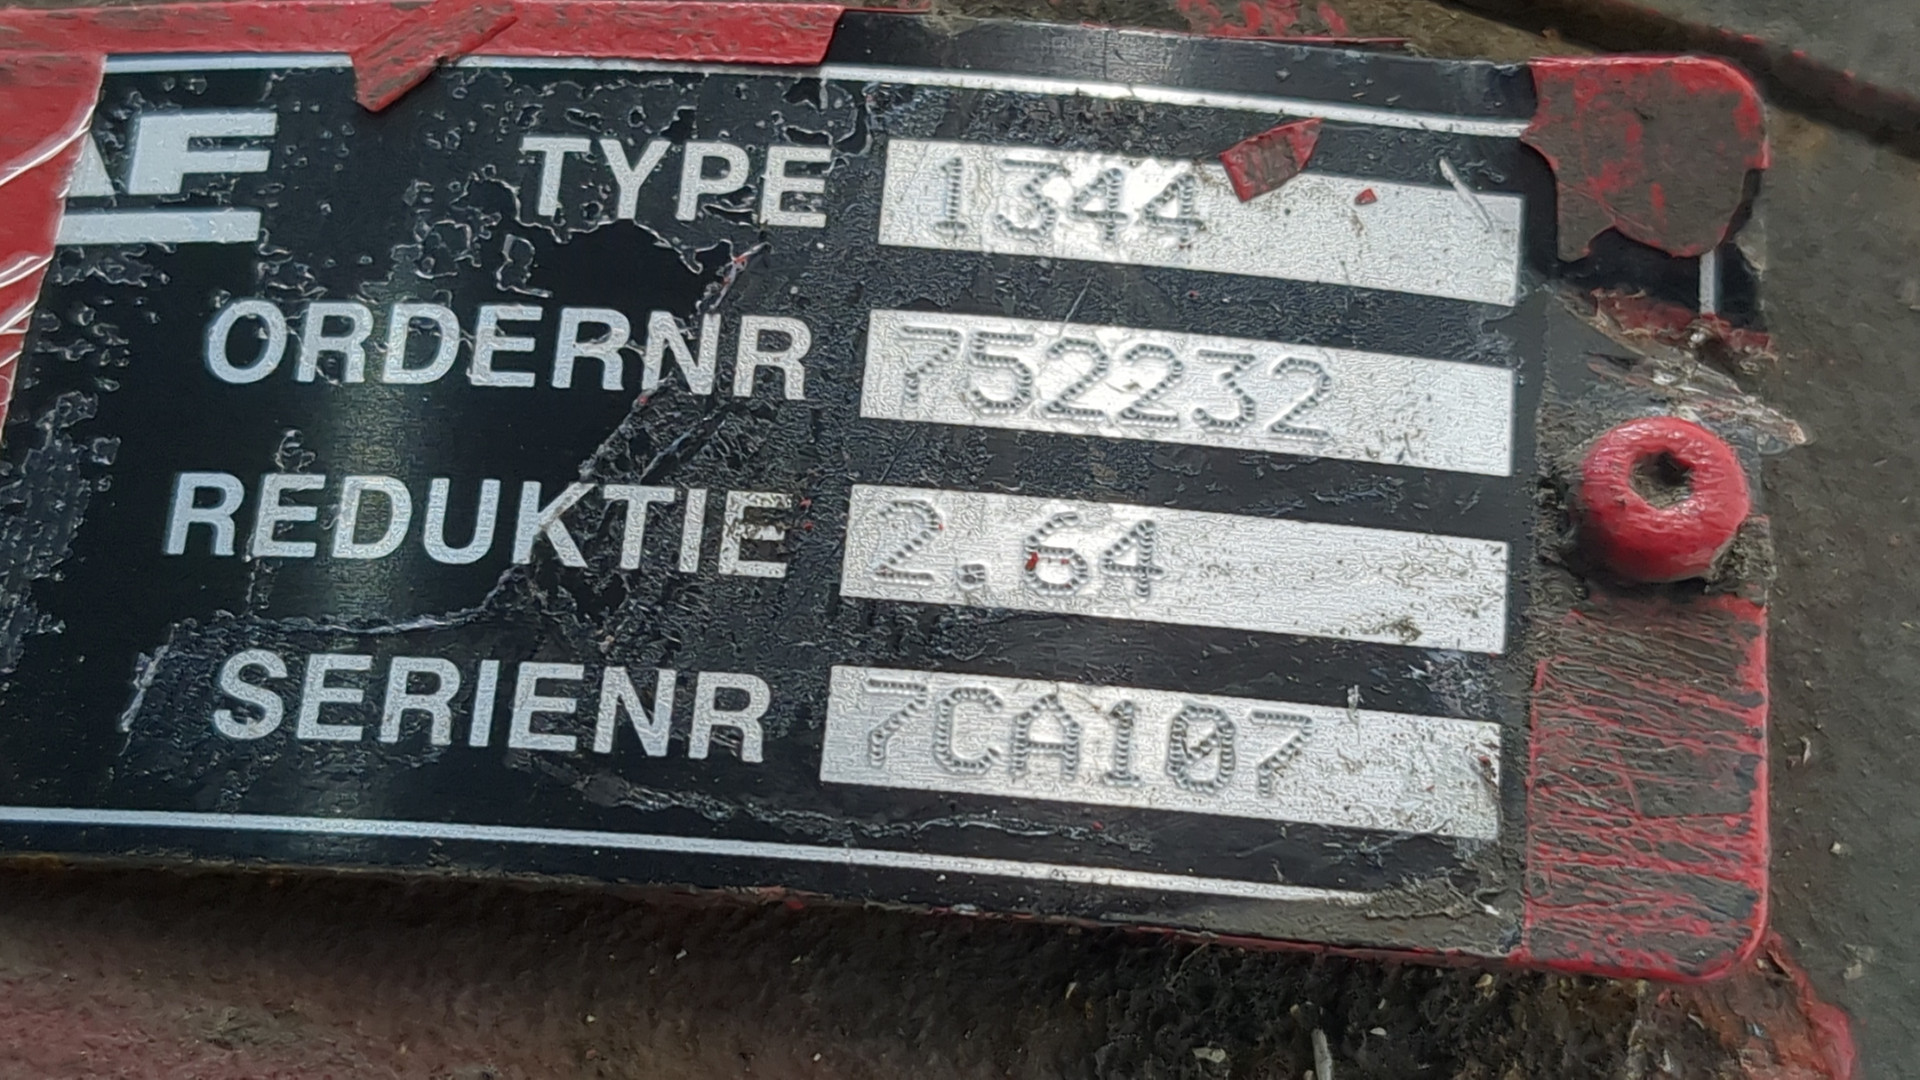 AF
TYPE 1344
ORDERNR 752232
REDUKTIE 2.64
SERIENR 7CA107